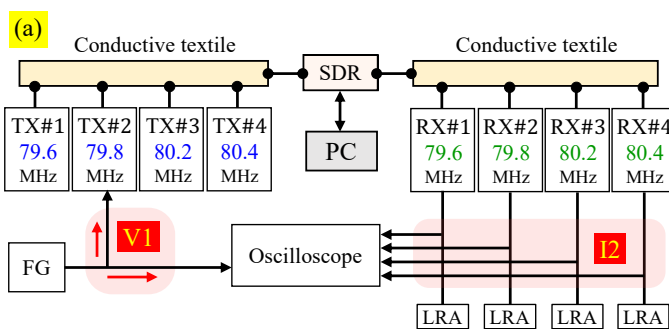 (a)
Conductive textile
SDR
Conductive textile
TX#1
79.6
MHz
TX#2
79.8
MHz
TX#3
80.2
MHz
TX#4
80.4
MHz
PC
RX#1
79.6
MHz
RX#2
79.8
MHz
RX#3
80.2
MHz
RX#4
80.4
MHz
V1
FG
Oscilloscope
I2
LRA
LRA
LRA
LRA